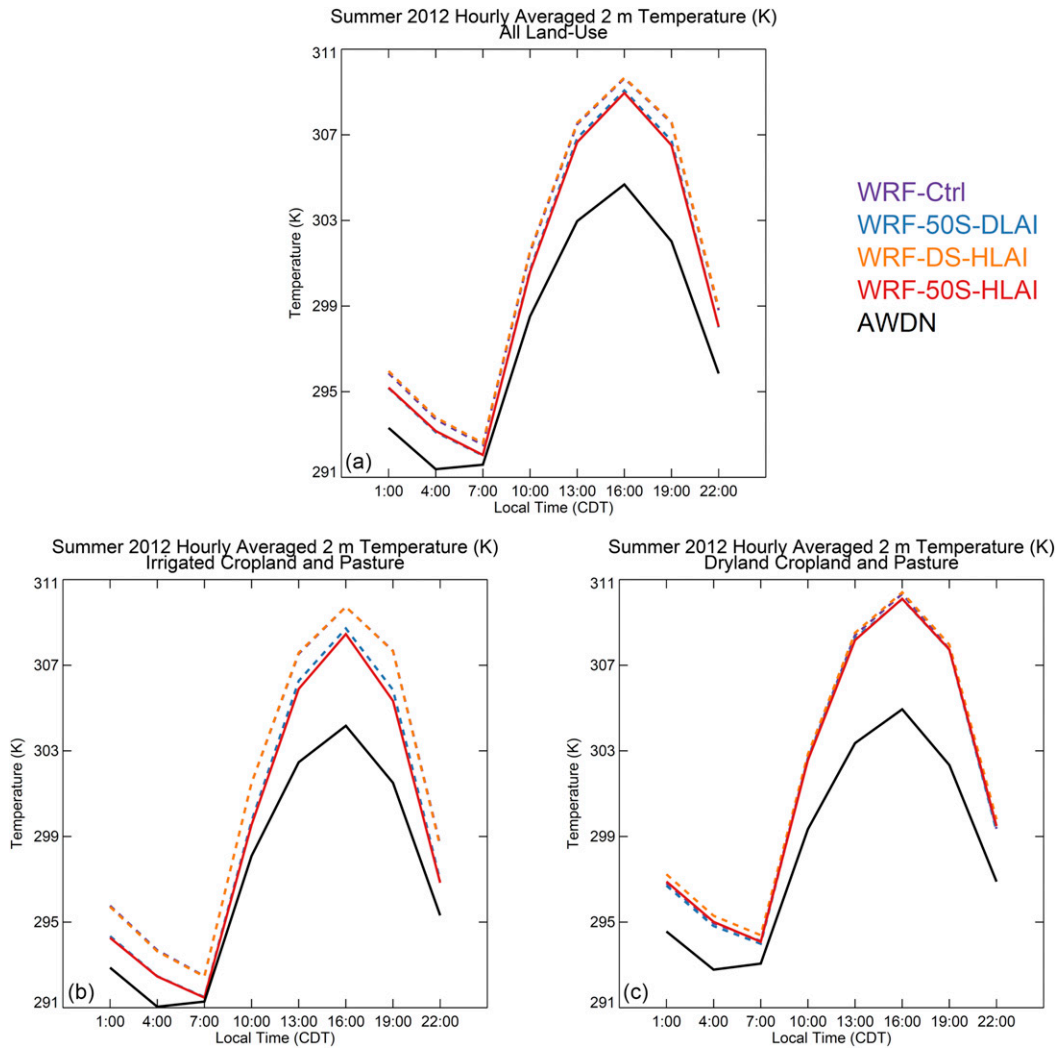 Summer 2012 Hourly Averaged 2 m Temperature (K)
All Land-Use
311
307
303
299
295
291
Temperature (K)
(a)
1:00 4:00 7:00 10:00 13:00 16:00 19:00 22:00
Local Time (CDT)
WRF-Ctrl
WRF-50S-DLAI
WRF-DS-HLAI
WRF-50S-HLAI
AWDN
Summer 2012 Hourly Averaged 2 m Temperature (K)
Irrigated Cropland and Pasture
311
307
303
299
295
291
Temperature (K)
(b)
1:00 4:00 7:00 10:00 13:00 16:00 19:00 22:00
Local Time (CDT)
Summer 2012 Hourly Averaged 2 m Temperature (K)
Dryland Cropland and Pasture
311
307
303
299
295
291
Temperature (K)
(c)
1:00 4:00 7:00 10:00 13:00 16:00 19:00 22:00
Local Time (CDT)